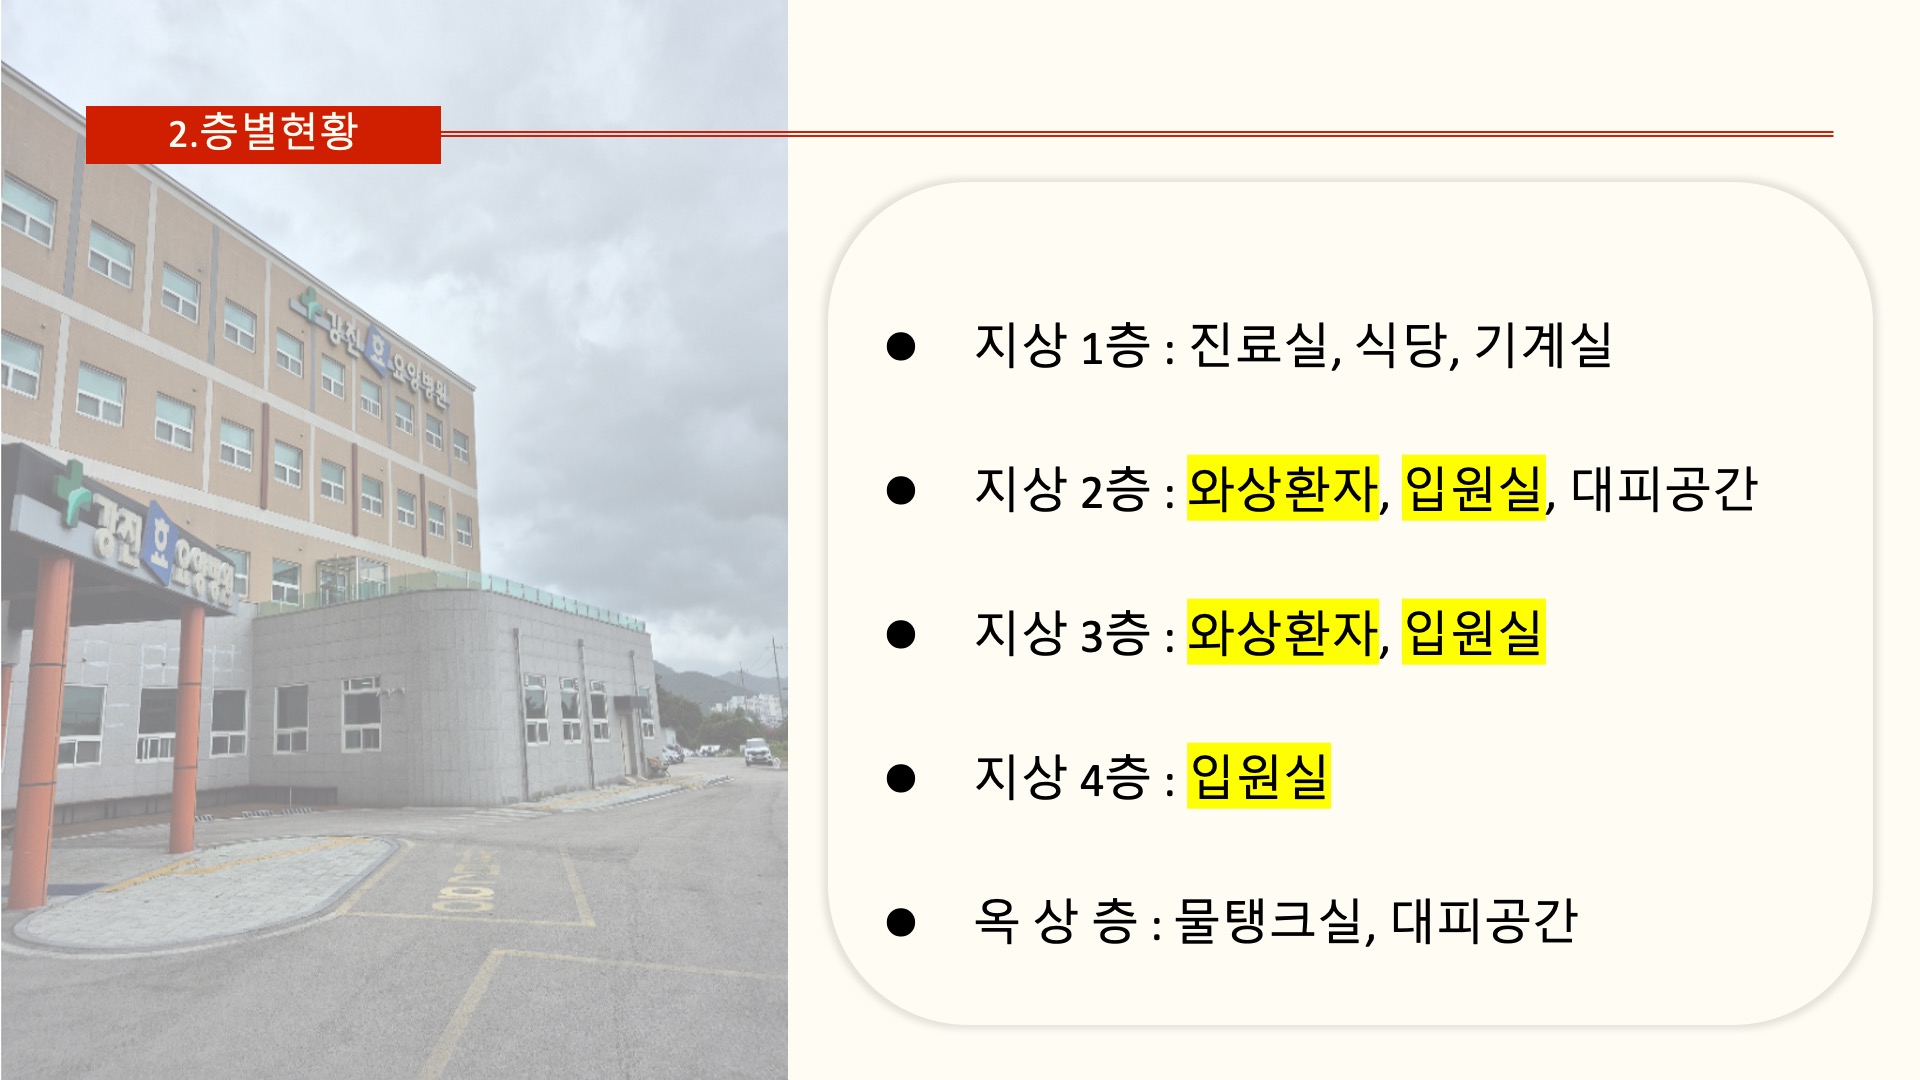 2.층별현황
강진 효 요양병원
강진 효 요양병원
● 지상 1층 : 진료실, 식당, 기계실
● 지상 2층 : 와상환자, 입원실, 대피공간
● 지상 3층 : 와상환자, 입원실
● 지상 4층 : 입원실
● 옥 상 층 : 물탱크실, 대피공간